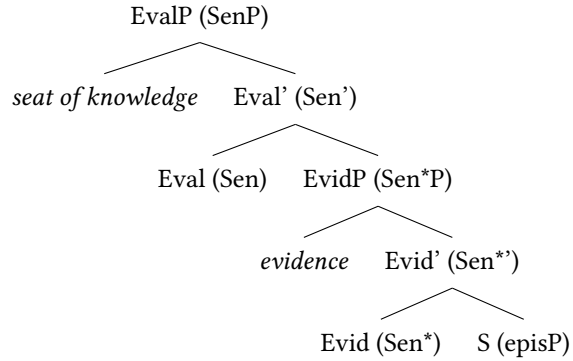 EvalP (SenP)
seat of knowledge Eval’ (Sen’)
Eval (Sen) EvidP (Sen*P)
evidence Evid’ (Sen*’)
Evid (Sen*) S (episP)